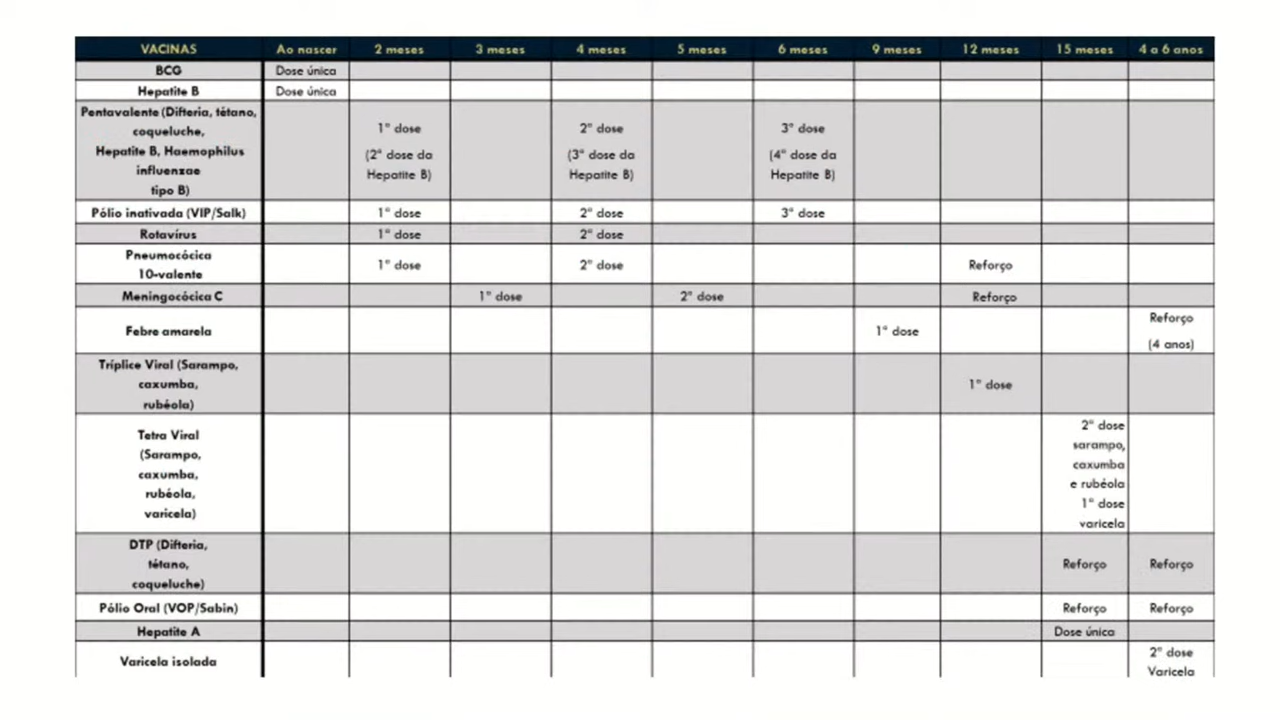 VACINAS Ao nascer 2 meses 3 meses 4 meses 5 meses 6 meses 9 meses 12 meses 15 meses 4 a 6 anos
BCG Dose única
Hepatite B Dose única
Pentavalente (Difteria, tétano,
coqueluche,
Hepatite B, Haemophilus
influenzae
tipo B)
1ª dose
(2ª dose da
Hepatite B)
2ª dose
(3ª dose da
Hepatite B)
3ª dose
(4ª dose da
Hepatite B)
Pólio inativada (VIP/Salk) 1ª dose 2ª dose 3ª dose
Rotavírus 1ª dose 2ª dose
Pneumocócica
10-valente
1ª dose 2ª dose Reforço
Meningocócica C 1ª dose 2ª dose Reforço
Febre amarela 1ª dose
Reforço
(4 anos)
Tríplice Viral (Sarampo,
caxumba,
rubéola)
1ª dose
Tetra Viral
(Sarampo,
caxumba,
rubéola,
varicela)
2ª dose
sarampo,
caxumba
e rubéola
1ª dose
varicela
DTP (Difteria,
tétano,
coqueluche)
Reforço Reforço
Pólio Oral (VOP/Sabin) Reforço Reforço
Hepatite A Dose única
Varicela isolada
2ª dose
Varicela